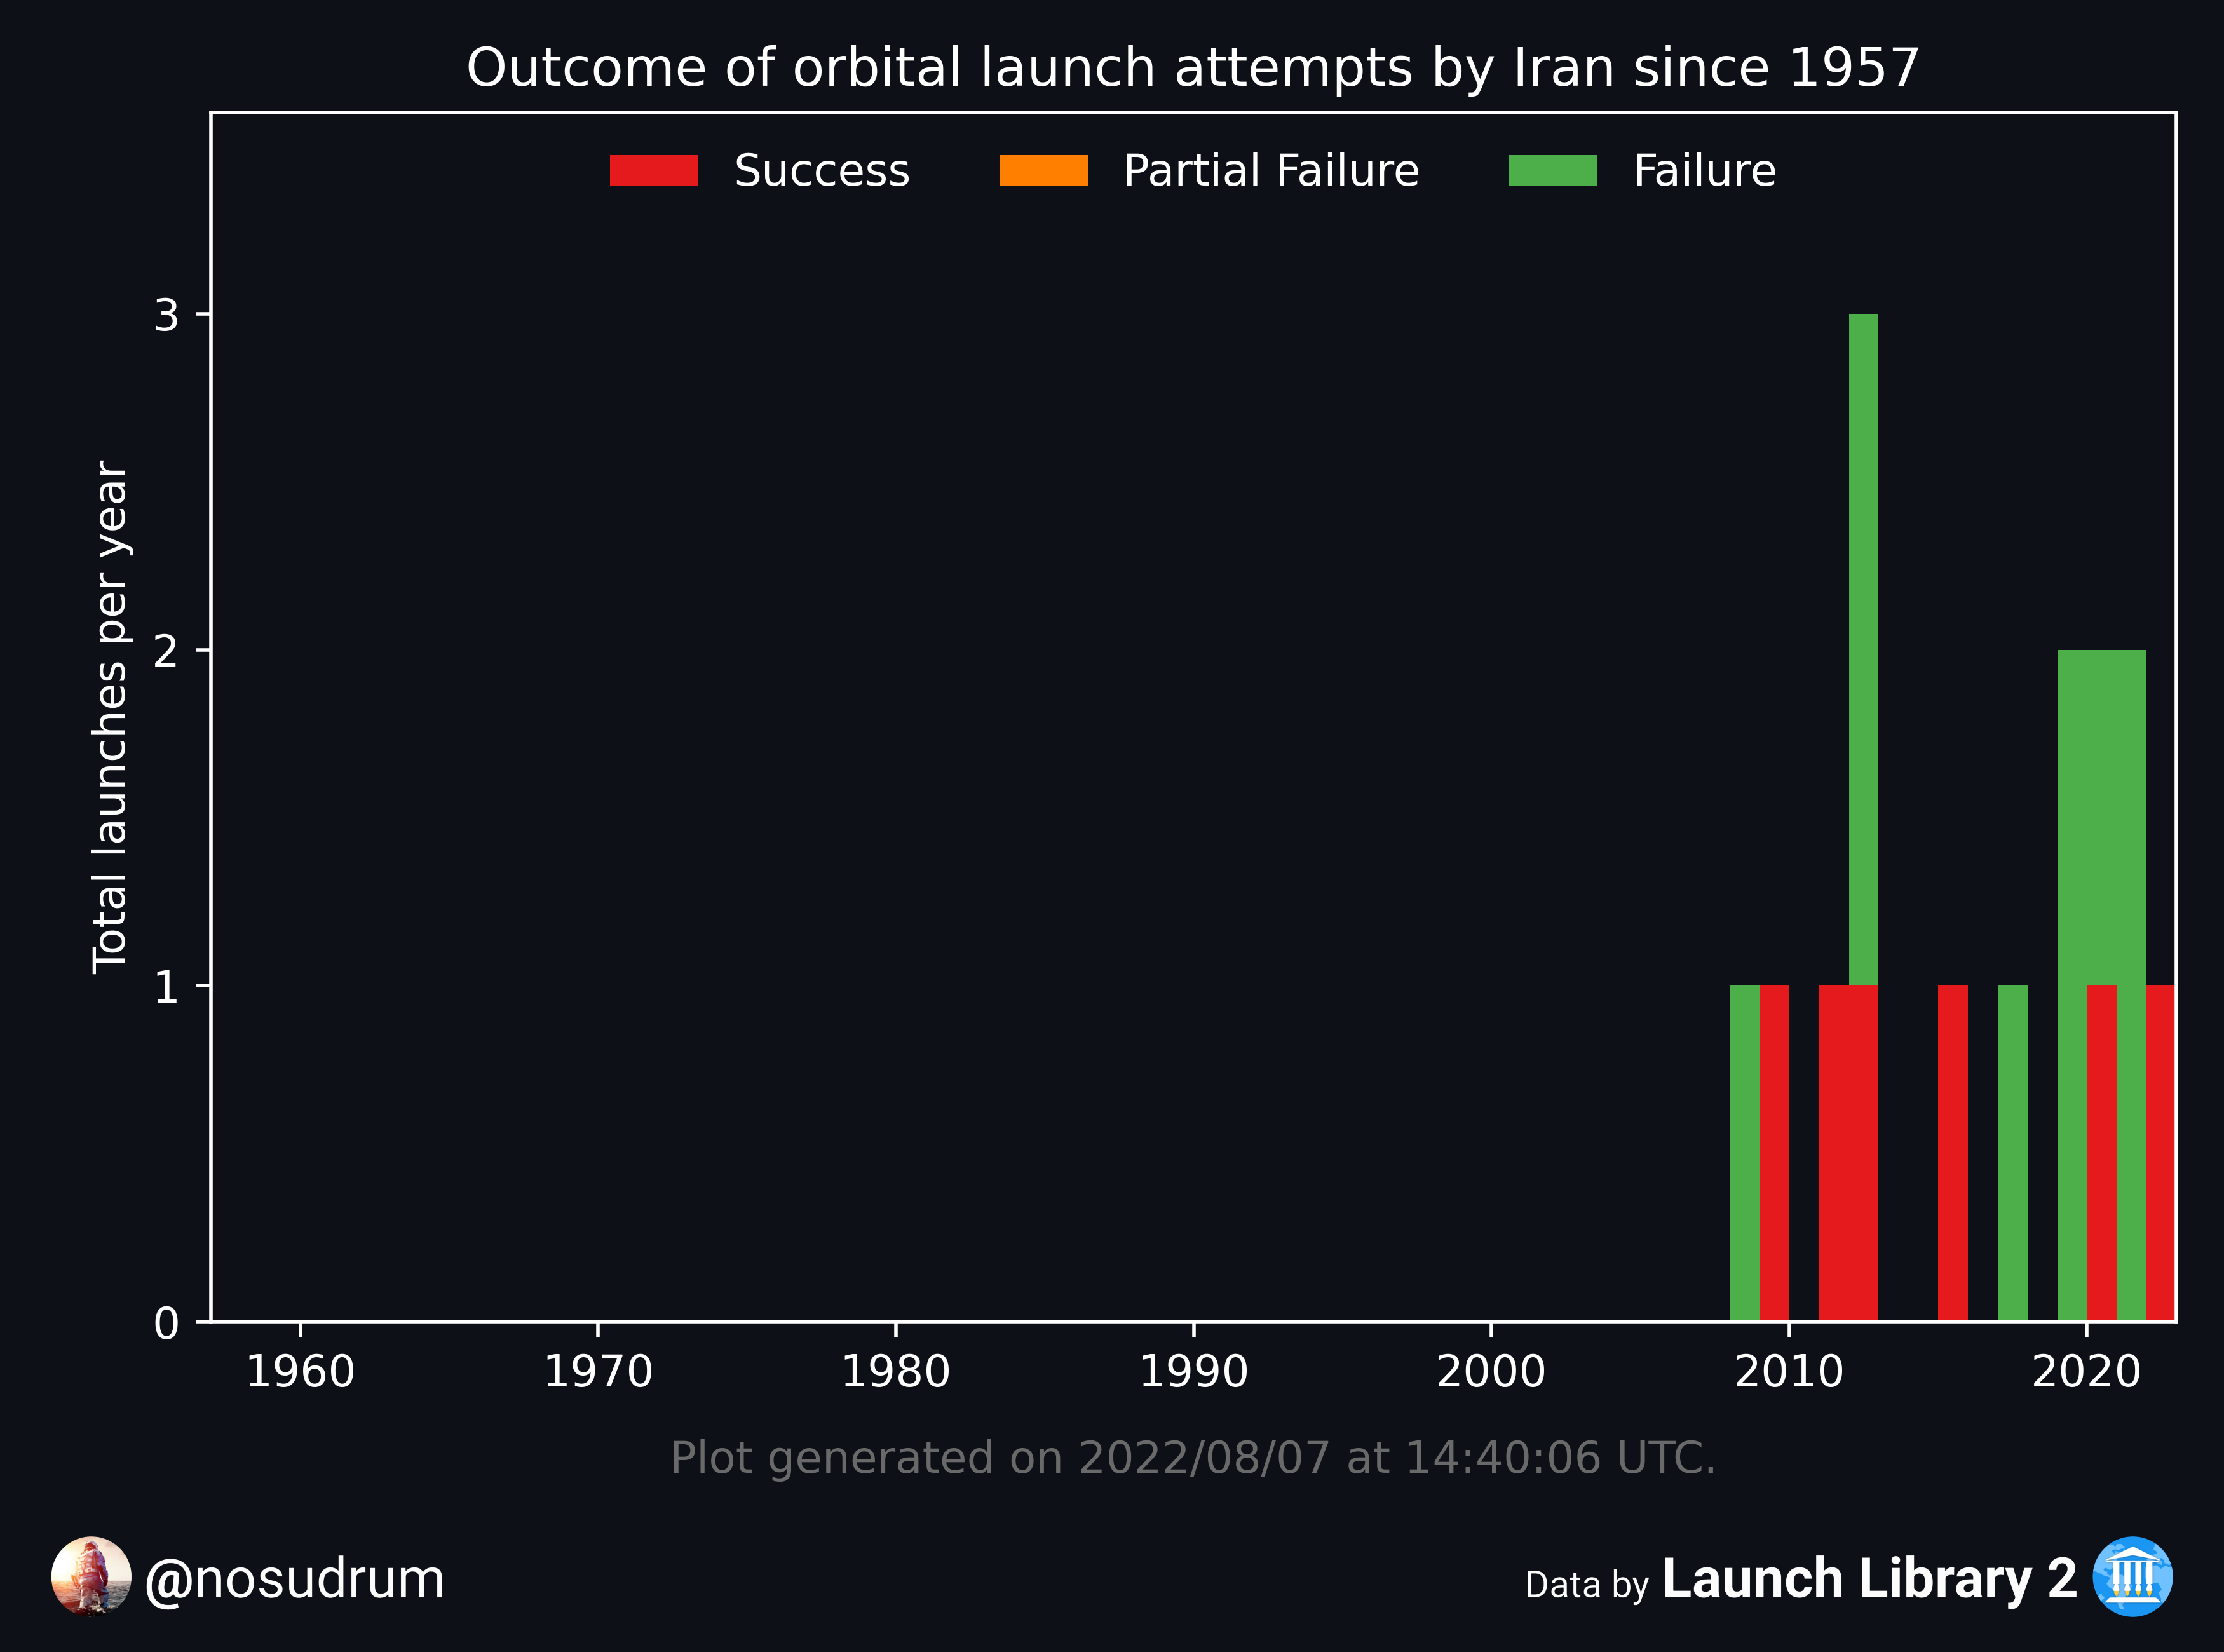 Outcome of orbital launch attempts by Iran since 1957
Success Partial Failure Failure
Total launches per year
3
2
1
0
1960 1970 1980 1990 2000 2010 2020
Plot generated on 2022/08/07 at 14:40:06 UTC.
@nosudrum
Data by Launch Library 2